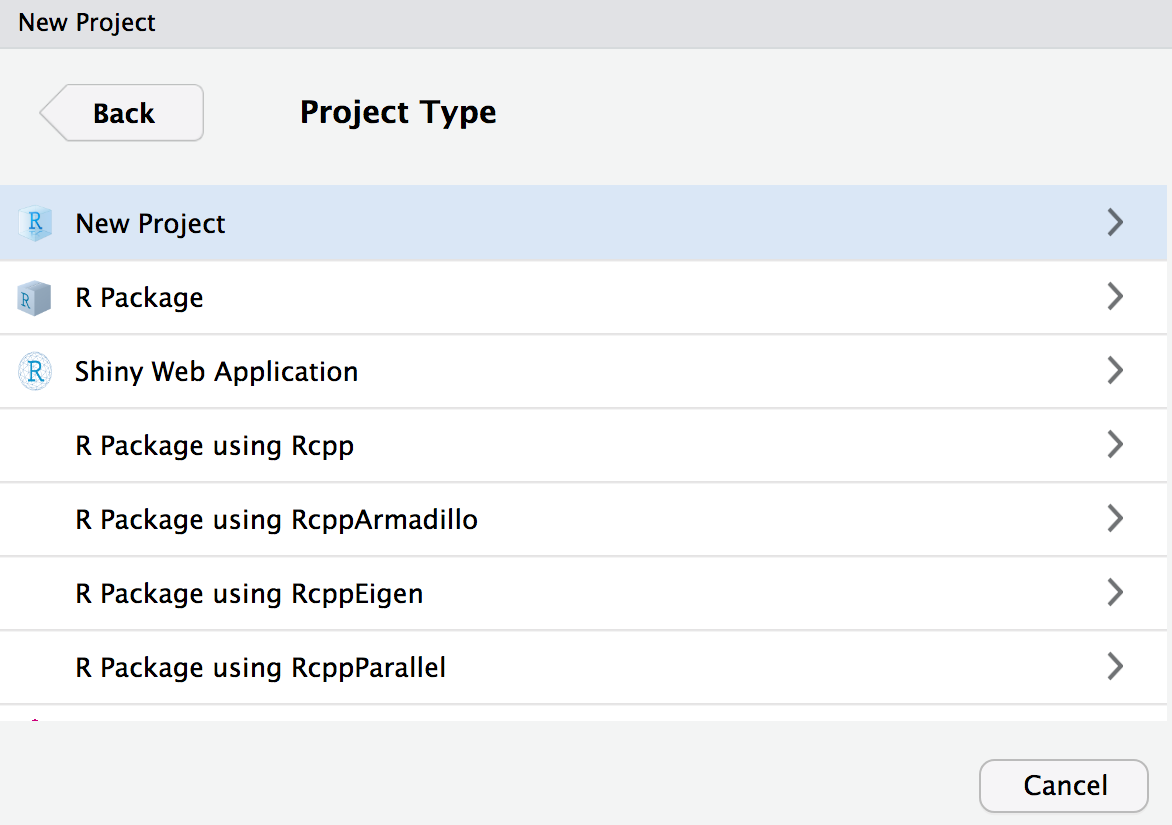 New Project
Back
Project Type
R
New Project
R
R Package
R
Shiny Web Application
R Package using Rcpp
R Package using RcppArmadillo
R Package using RcppEigen
R Package using RcppParallel
Cancel